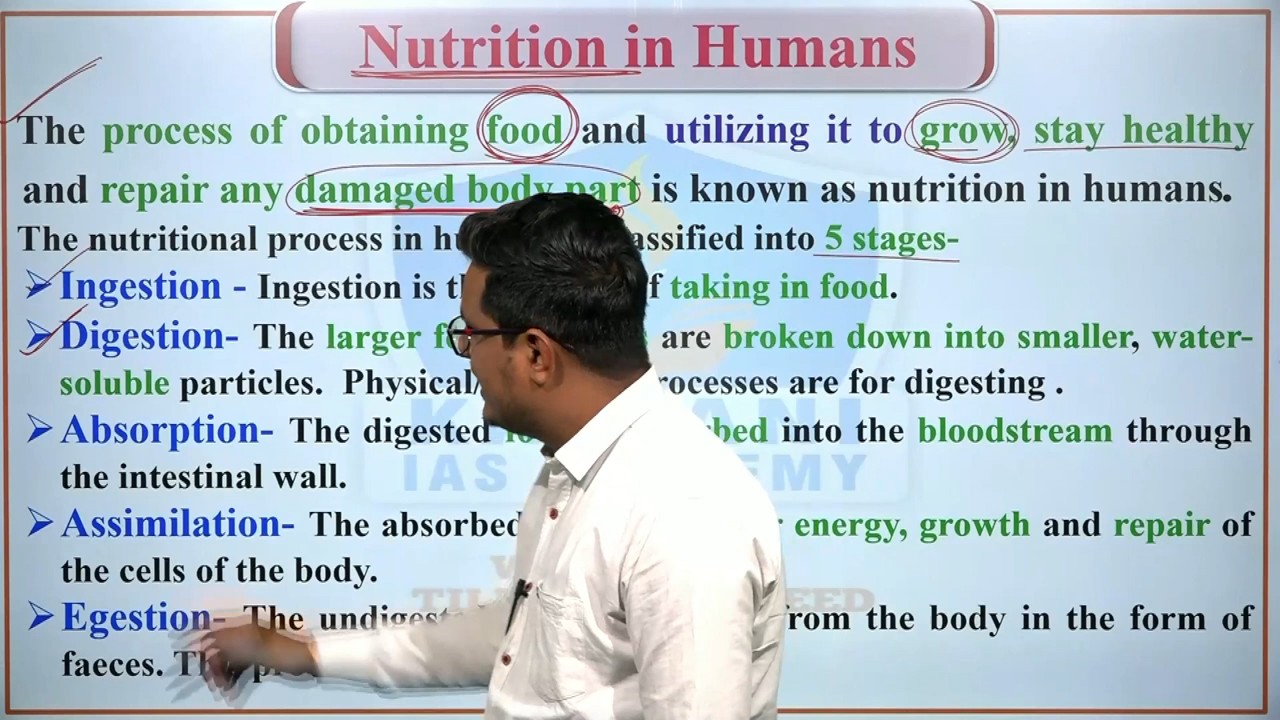 Nutrition in Humans
The process of obtaining food and utilizing it to grow, stay healthy
and repair any damaged body part is known as nutrition in humans.
The nutritional process in assified into 5 stages-
Ingestion - Ingestion is f taking in food.
Digestion- The larger are broken down into smaller, water-
soluble particles. Physical/ rocesses are for digesting .
Absorption- The digested bed into the bloodstream through
the intestinal wall.
IAS
Assimilation- The absorbed energy, growth and repair of
the cells of the body.
Egestion- The from the body in the form of
faeces.